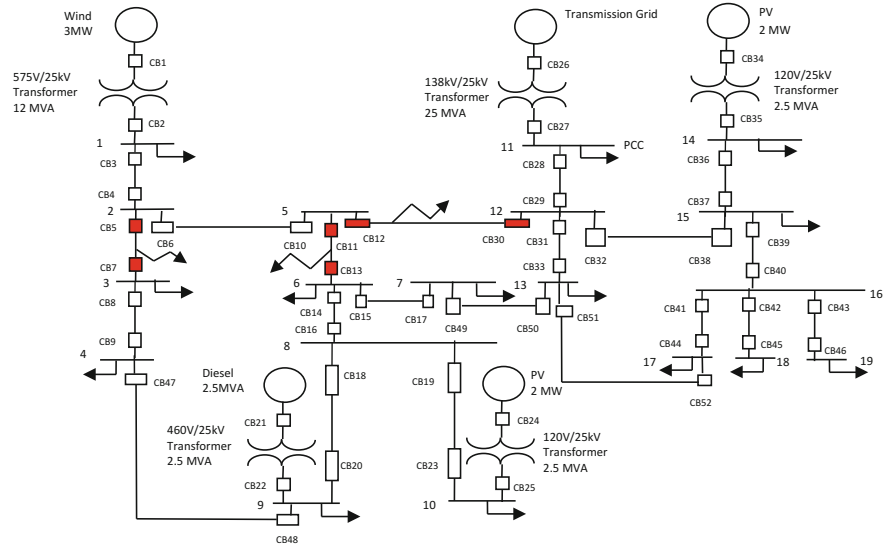 Wind
3MW
Transmission Grid
PV
2 MW
CB1
CB26
CB34
575V/25kV
Transformer
12 MVA
138kV/25kV
Transformer
25 MVA
120V/25kV
Transformer
2.5 MVA
CB2
CB27
CB35
1
11
PCC
14
CB3
CB28
CB36
CB4
CB29
CB37
2
5
12
15
CB5
CB6
CB10
CB11
CB12
CB30
CB31
CB32
CB38
CB39
CB7
CB13
CB33
CB40
3
6
7
13
16
CB8
CB14
CB15
CB17
CB49
CB50
CB51
CB41
CB42
CB43
CB9
CB16
CB44
CB45
CB46
4
8
17
18
19
CB47
Diesel
2.5MVA
CB18
CB19
PV
2 MW
CB52
CB21
CB24
460V/25kV
Transformer
2.5 MVA
120V/25kV
Transformer
2.5 MVA
CB20
CB23
CB22
CB25
9
10
CB48